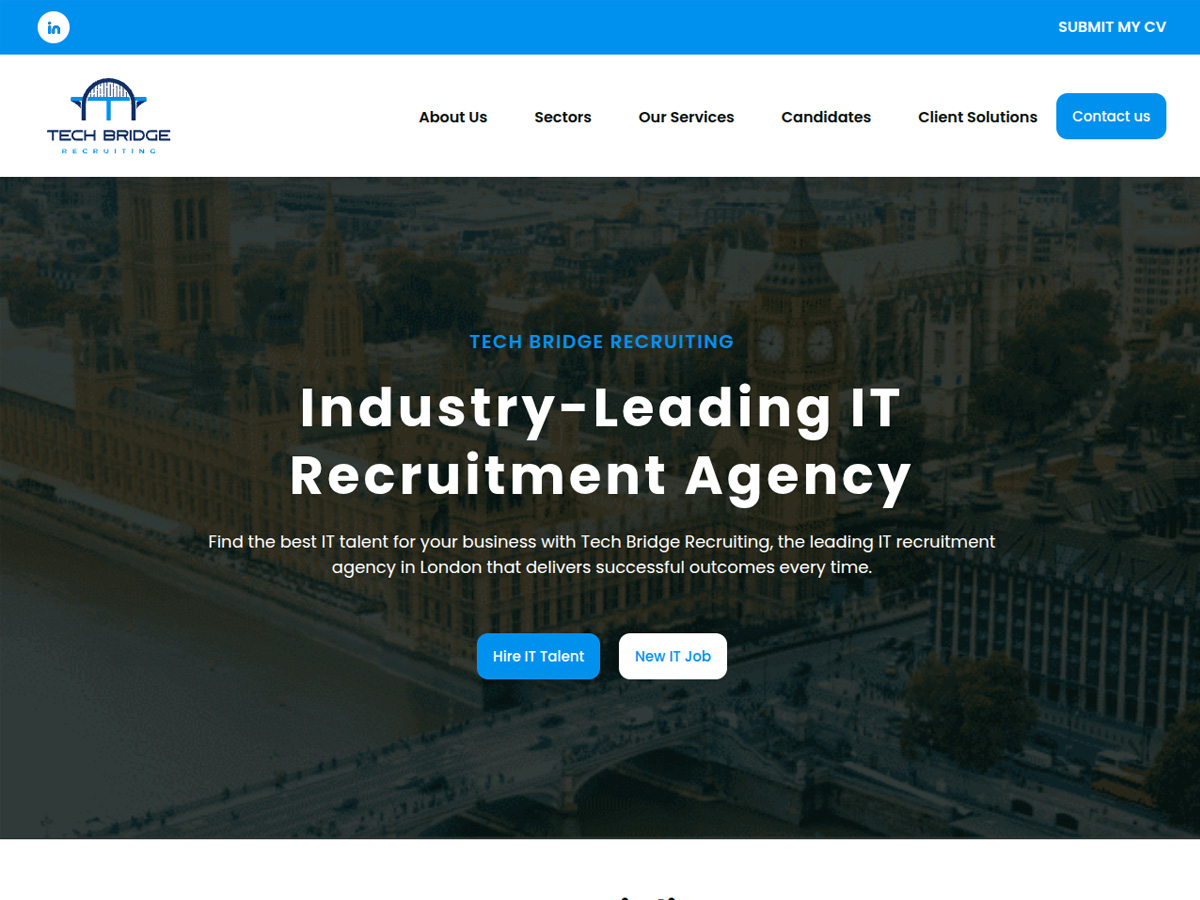 in
SUBMIT MY CV
TECH BRIDGE
RECRUITING
About Us
Sectors
Our Services
Candidates
Client Solutions
Contact us
TECH BRIDGE RECRUITING
Industry-Leading IT
Recruitment Agency
Find the best IT talent for your business with Tech Bridge Recruiting, the leading IT recruitment
agency in London that delivers successful outcomes every time.
Hire IT Talent
New IT Job